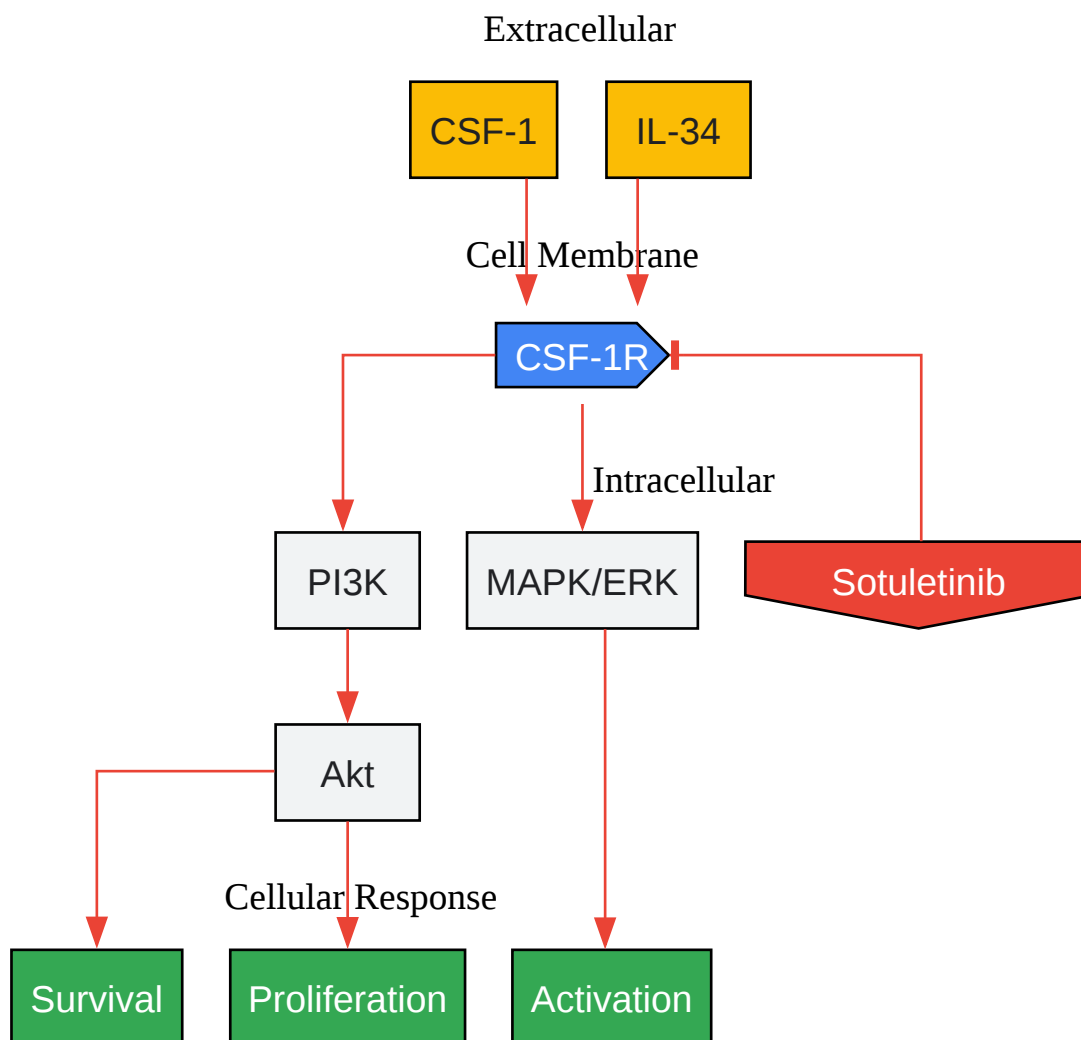 Extracellular
CSF-1
IL-34
Cell Membrane
CSF-1R
Intracellular
PI3K
MAPK/ERK
Sotuletinib
Akt
Cellular Response
Survival
Proliferation
Activation